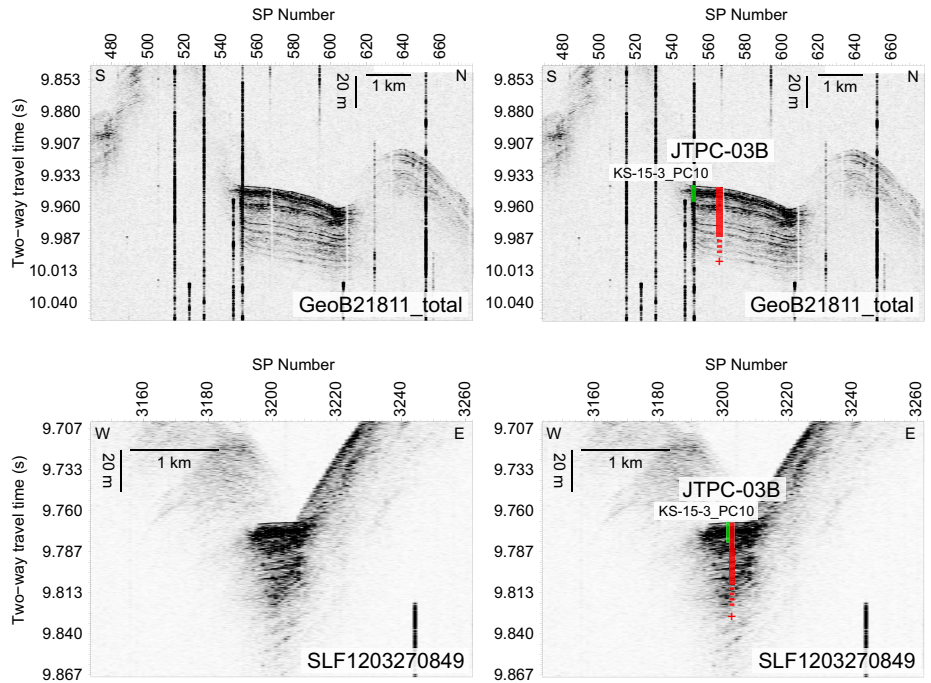 SP Number
480 500 520 540 560 580 600 620 640 660
Two-way travel time (s)
9.853
9.880
9.907
9.933
9.960
9.987
10.013
10.040
S
N
20 m
1 km
GeoB21811_total
SP Number
480 500 520 540 560 580 600 620 640 660
9.853
9.880
9.907
9.933
9.960
9.987
10.013
10.040
S
N
20 m
1 km
JTPC-03B
KS-15-3_PC10
GeoB21811_total
SP Number
3160 3180 3200 3220 3240 3260
Two-way travel time (s)
9.707
9.733
9.760
9.787
9.813
9.840
9.867
W
E
20 m
1 km
SLF1203270849
SP Number
3160 3180 3200 3220 3240 3260
9.707
9.733
9.760
9.787
9.813
9.840
9.867
W
E
20 m
1 km
JTPC-03B
KS-15-3_PC10
SLF1203270849